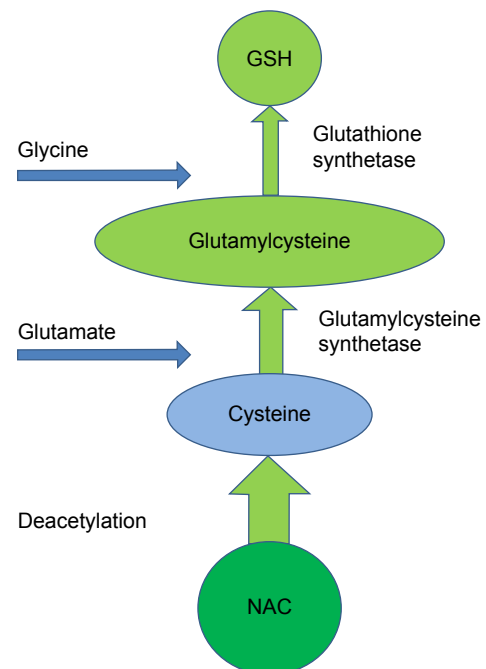 GSH
Glutathione
synthetase
Glycine
Glutamylcysteine
Glutamylcysteine
synthetase
Glutamate
Cysteine
Deacetylation
NAC